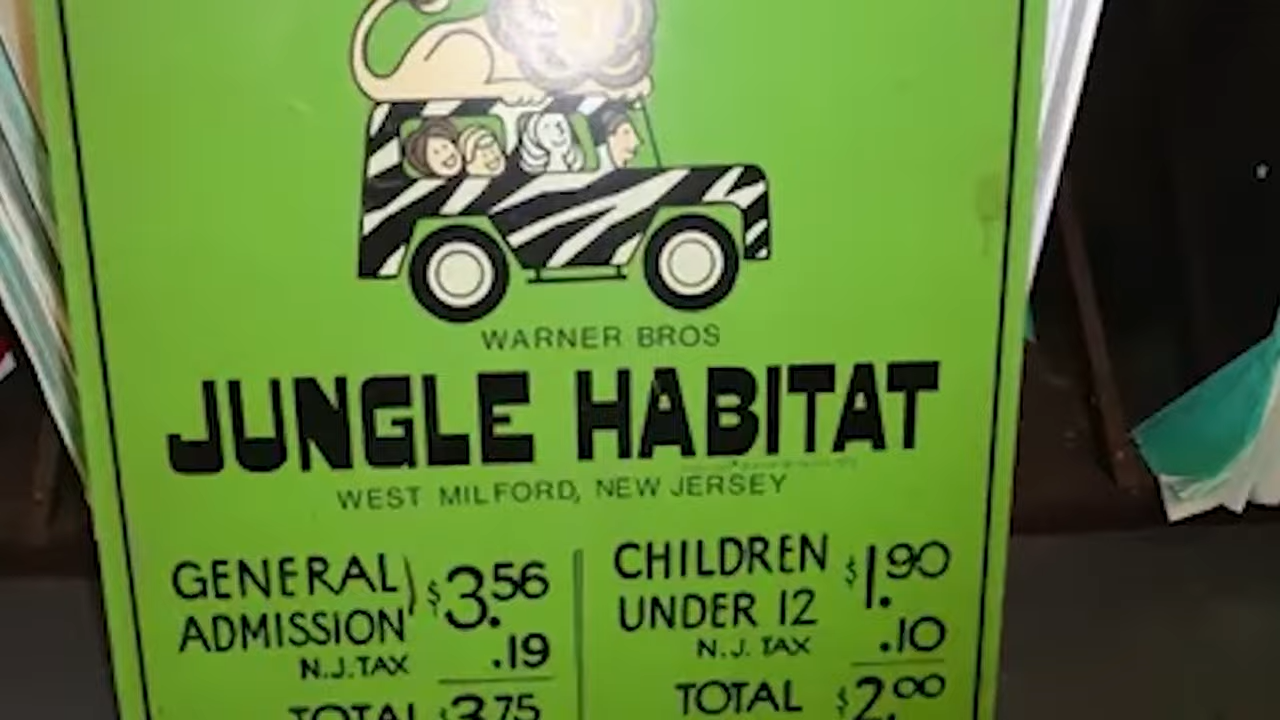 WARNER BROS
JUNGLE HABITAT
WEST MILFORD, NEW JERSEY
GENERAL ADMISSION $3.56
N.J. TAX .19
TOTAL $3.75
CHILDREN UNDER 12 $1.90
N.J. TAX .10
TOTAL $2.00